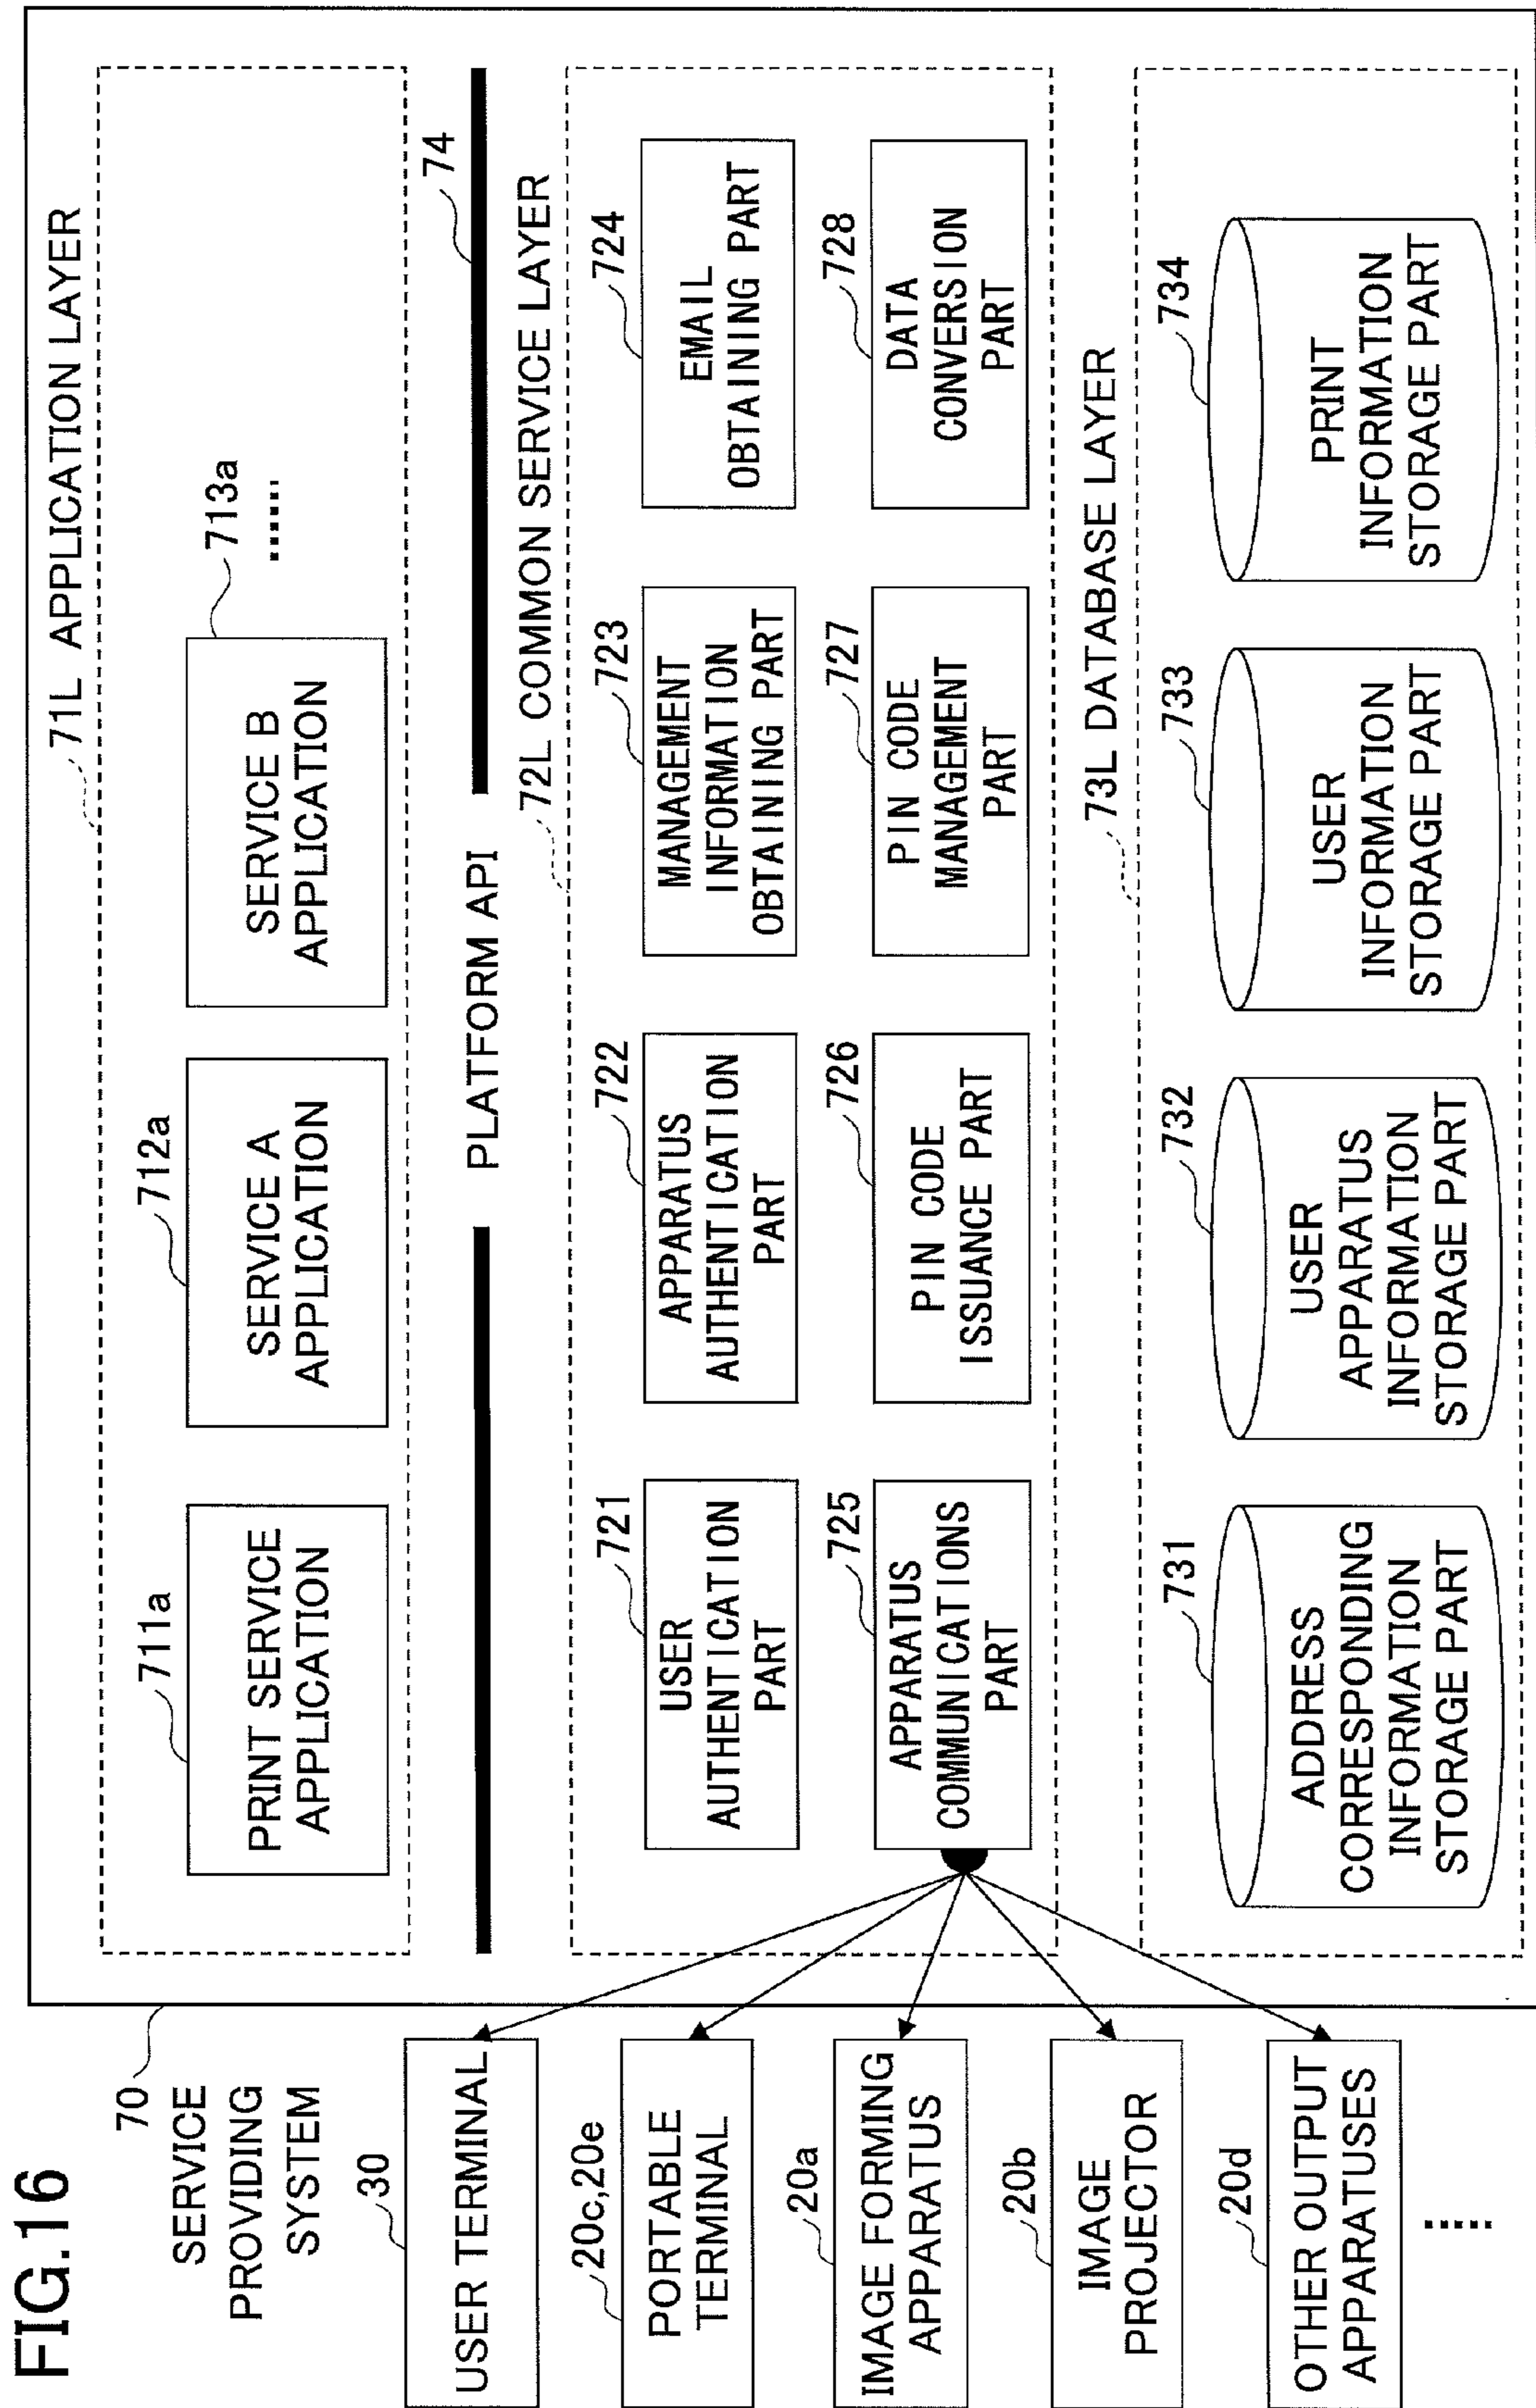 FIG.16
70
SERVICE
PROVIDING
SYSTEM
30
USER TERMINAL
20c,20e
PORTABLE
TERMINAL
20a
IMAGE FORMING
APPARATUS
20b
IMAGE
PROJECTOR
20d
OTHER OUTPUT
APPARATUSES
71L APPLICATION LAYER
711a
PRINT SERVICE
APPLICATION
712a
SERVICE A
APPLICATION
713a
SERVICE B
APPLICATION
PLATFORM API
74
72L COMMON SERVICE LAYER
721
USER
AUTHENTICATION
PART
722
APPARATUS
AUTHENTICATION
PART
723
MANAGEMENT
INFORMATION
OBTAINING PART
724
EMAIL
OBTAINING PART
725
APPARATUS
COMMUNICATIONS
PART
726
PIN CODE
ISSUANCE PART
727
PIN CODE
MANAGEMENT
PART
728
DATA
CONVERSION
PART
73L DATABASE LAYER
731
ADDRESS
CORRESPONDING
INFORMATION
STORAGE PART
732
USER
APPARATUS
INFORMATION
STORAGE PART
733
USER
INFORMATION
STORAGE PART
734
PRINT
INFORMATION
STORAGE PART